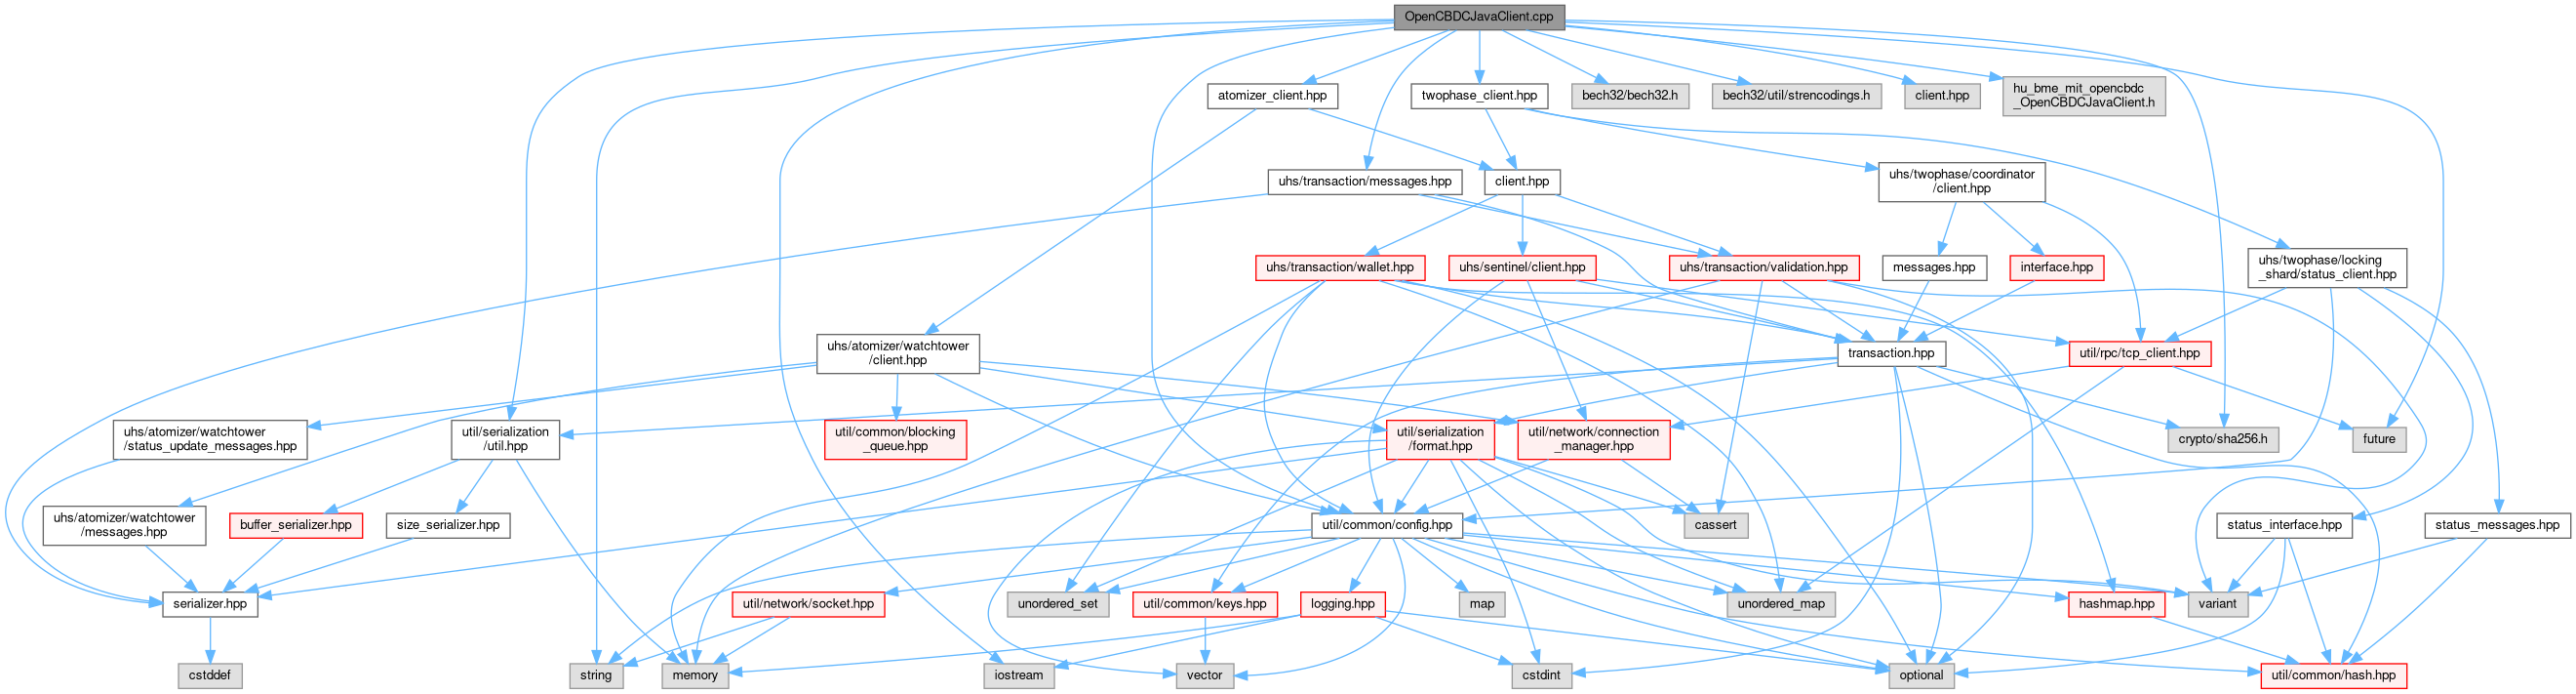 OpenCBDCJavaClient.cpp
atomizer_client.hpp
twophase_client.hpp
bech32/bech32.h
bech32/util/strencodings.h
client.hpp
hu_bme_mit_opencbdc
_OpenCBDCJavaClient.h
uhs/transaction/messages.hpp
client.hpp
uhs/twophase/coordinator
/client.hpp
uhs/transaction/wallet.hpp
uhs/sentinel/client.hpp
uhs/transaction/validation.hpp
messages.hpp
interface.hpp
uhs/twophase/locking
_shard/status_client.hpp
uhs/atomizer/watchtower
/client.hpp
transaction.hpp
util/rpc/tcp_client.hpp
uhs/atomizer/watchtower
/status_update_messages.hpp
util/serialization
/util.hpp
util/common/blocking
_queue.hpp
util/serialization
/format.hpp
util/network/connection
_manager.hpp
crypto/sha256.h
future
uhs/atomizer/watchtower
/messages.hpp
buffer_serializer.hpp
size_serializer.hpp
util/common/config.hpp
cassert
status_interface.hpp
status_messages.hpp
serializer.hpp
util/network/socket.hpp
unordered_set
util/common/keys.hpp
logging.hpp
map
unordered_map
hashmap.hpp
variant
cstddef
string
memory
iostream
vector
cstdint
optional
util/common/hash.hpp